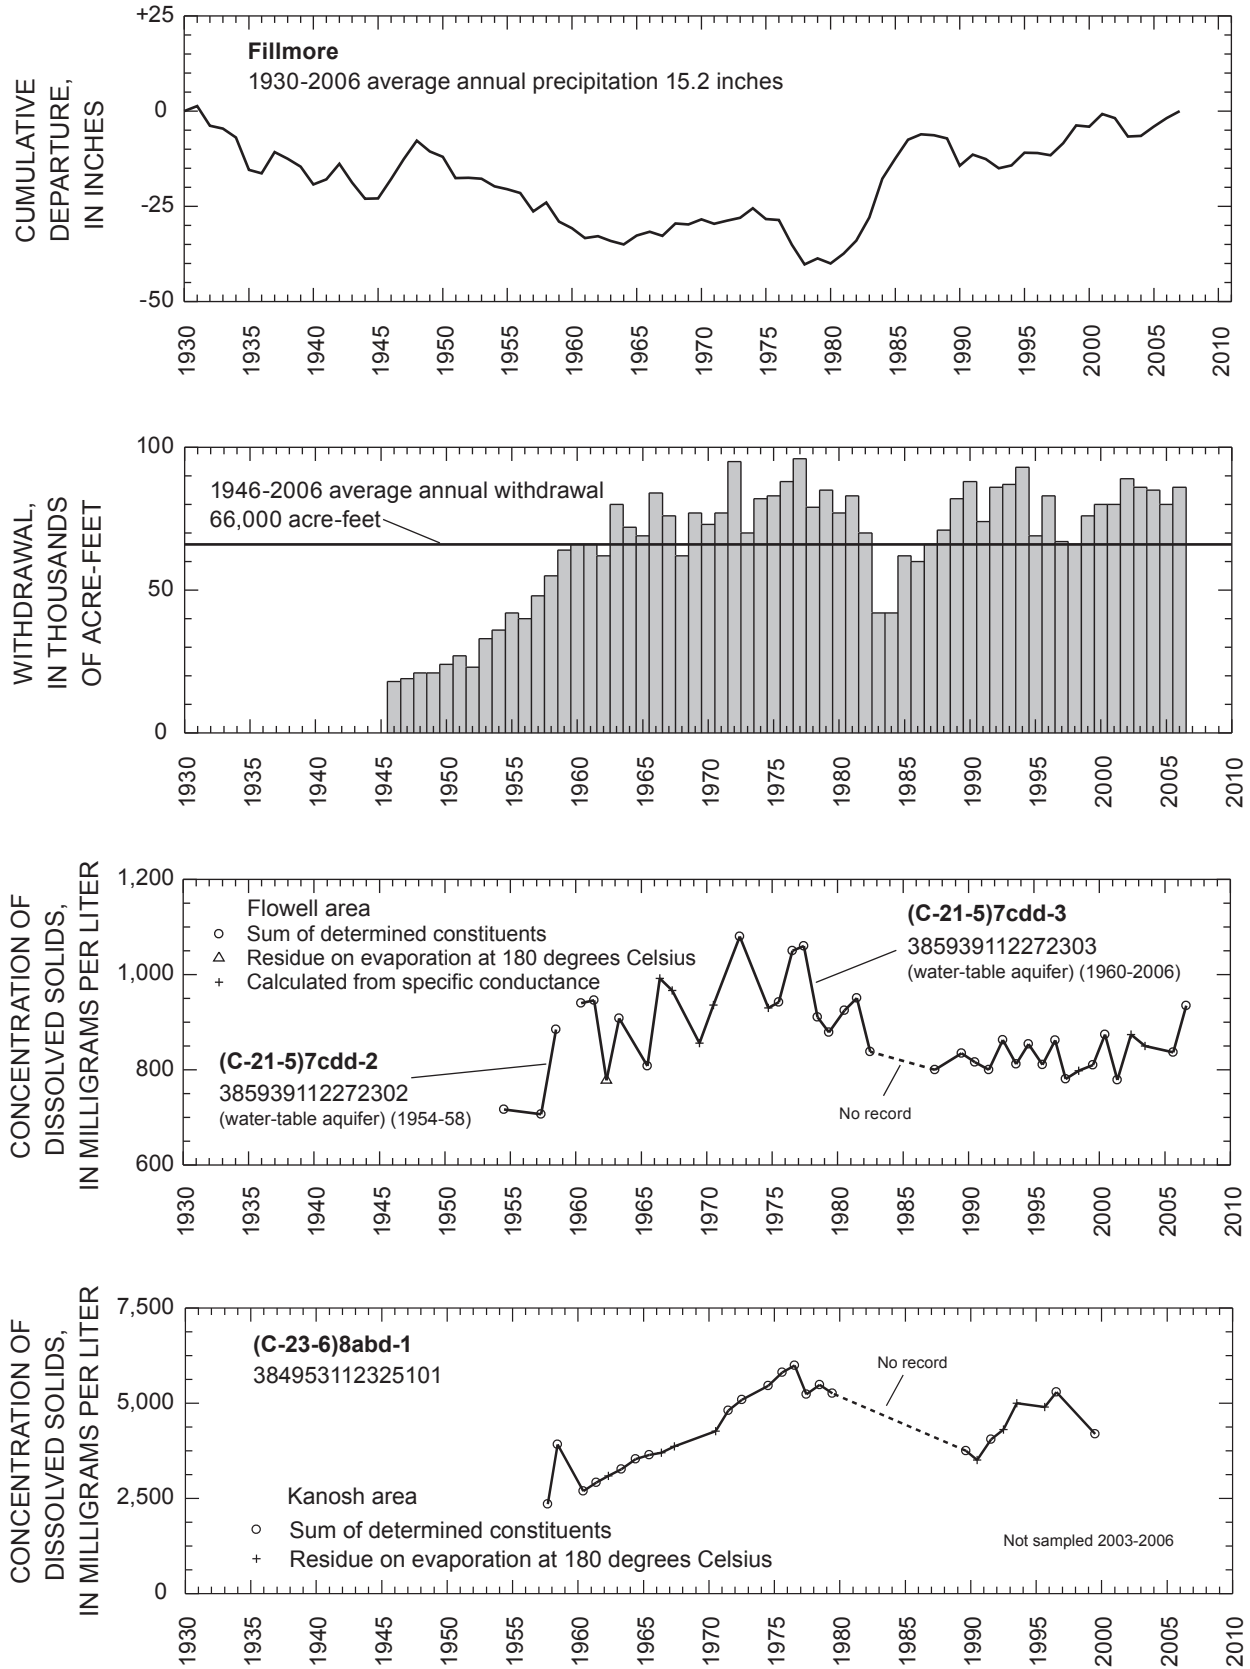 CUMULATIVE
DEPARTURE,
IN INCHES
+25
0
-25
-50
Fillmore
1930-2006 average annual precipitation 15.2 inches
1930
1935
1940
1945
1950
1955
1960
1965
1970
1975
1980
1985
1990
1995
2000
2005
2010
WITHDRAWAL,
IN THOUSANDS
OF ACRE-FEET
100
50
0
1946-2006 average annual withdrawal
66,000 acre-feet
1930
1935
1940
1945
1950
1955
1960
1965
1970
1975
1980
1985
1990
1995
2000
2005
2010
CONCENTRATION OF
DISSOLVED SOLIDS,
IN MILLIGRAMS PER LITER
1,200
1,000
800
600
Flowell area
Sum of determined constituents
Residue on evaporation at 180 degrees Celsius
Calculated from specific conductance
(C-21-5)7cdd-3
385939112272303
(water-table aquifer) (1960-2006)
(C-21-5)7cdd-2
385939112272302
(water-table aquifer) (1954-58)
No record
1930
1935
1940
1945
1950
1955
1960
1965
1970
1975
1980
1985
1990
1995
2000
2005
2010
CONCENTRATION OF
DISSOLVED SOLIDS,
IN MILLIGRAMS PER LITER
7,500
5,000
2,500
0
(C-23-6)8abd-1
384953112325101
No record
Kanosh area
Sum of determined constituents
Residue on evaporation at 180 degrees Celsius
Not sampled 2003-2006
1930
1935
1940
1945
1950
1955
1960
1965
1970
1975
1980
1985
1990
1995
2000
2005
2010